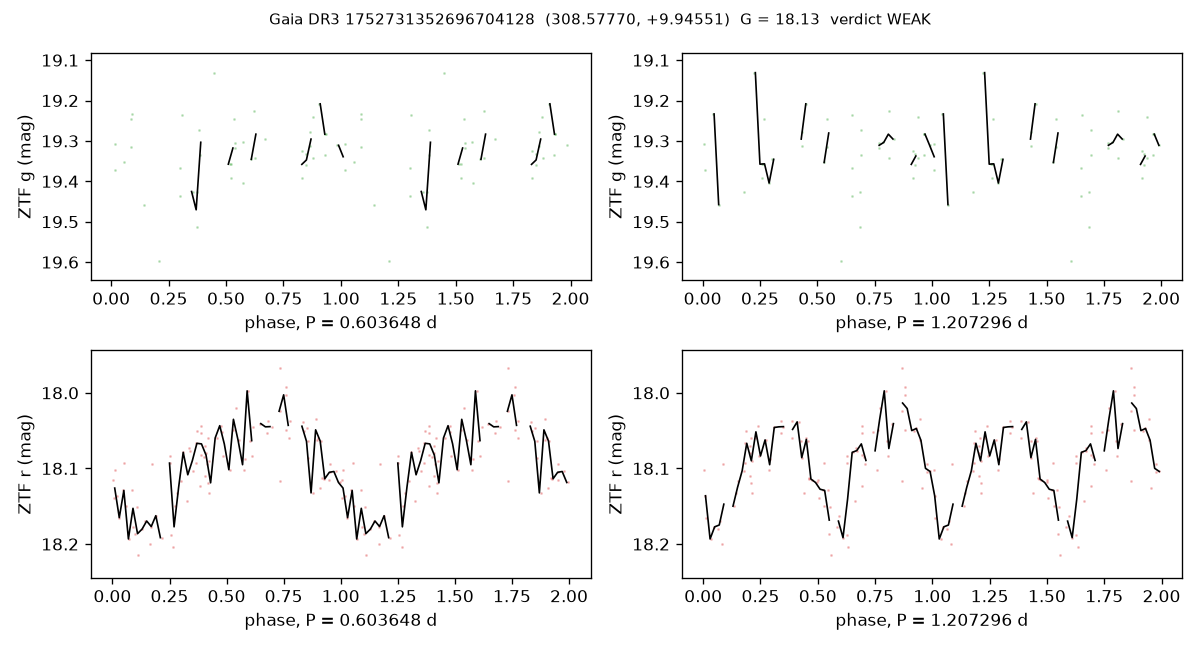 Gaia DR3 1752731352696704128 (308.57770, +9.94551) G = 18.13 verdict WEAK
ZTF g (mag)
19.1
19.2
19.3
19.4
19.5
19.6
0.00 0.25 0.50 0.75 1.00 1.25 1.50 1.75 2.00
phase, P = 0.603648 d
ZTF g (mag)
19.1
19.2
19.3
19.4
19.5
19.6
0.00 0.25 0.50 0.75 1.00 1.25 1.50 1.75 2.00
phase, P = 1.207296 d
ZTF r (mag)
18.0
18.1
18.2
0.00 0.25 0.50 0.75 1.00 1.25 1.50 1.75 2.00
phase, P = 0.603648 d
ZTF r (mag)
18.0
18.1
18.2
0.00 0.25 0.50 0.75 1.00 1.25 1.50 1.75 2.00
phase, P = 1.207296 d